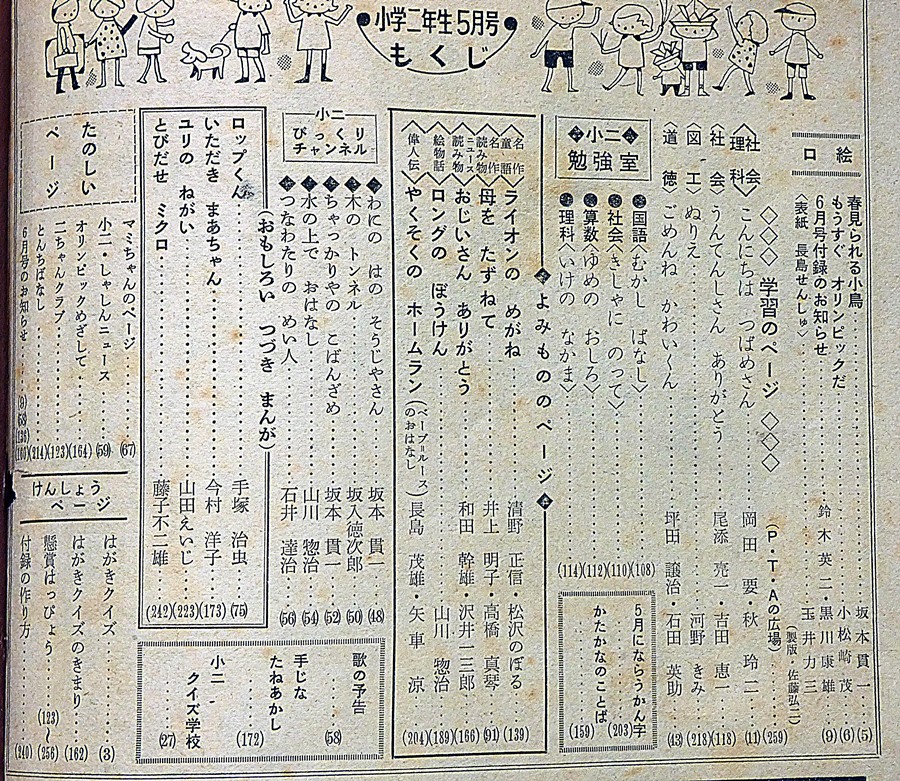 小学二年生5月号
もくじ
口絵
春見られる小鳥……坂本貫一(5)
もうすぐ オリンピックだ……小松崎茂(6)
6月号付録のお知らせ……鈴木英二・黒川康雄(9)
〈表紙 長島せんしゅ〉 玉井力三
(製版・佐藤弘二)
◇◇◇ 学習のページ ◇◇◇
(P・T・Aの広場)(259)
社会
理科 こんにちは つばめさん……岡田要・秋玲二(11)
〈社会〉うんてんしさん ありがとう……尾添亮一・吉田恵一(118)
〈図工〉ぬりえ……河野きみ(218)
〈道徳〉ごめんね かわいくん……坪田譲治・石田英助(43)
小二 勉強室
国語〈むかし ばなし〉……(108)
社会〈きしゃに のって〉……(110)
算数〈ゆめの おしろ〉……(112)
理科〈いけの なかま〉……(114)
5月にならうかん字(203)
かたかなのことば(159)
よみもののページ
名作童話 ライオンの めがね……清野正信・松沢のぼる(139)
名作読み物 母を たずねて……井上明子・高橋真琴(91)
ニュース読み物 おじいさん ありがとう……和田幹雄・沢井一三郎(166)
絵物語 ロングの ぼうけん……山川惣治(189)
偉人伝 やくそくの ホームラン(ベーブ=ルースのおはなし)長島茂雄・矢車涼(204)
小二 びっくりチャンネル
わにの はの そうじやさん……坂本貫一(48)
木の トンネル……坂入徳次郎(50)
ちゃっかりやの こばんざめ……坂本貫一(52)
水の上で おはなし……山川惣治(54)
つなわたりの めい人……石井達治(56)
歌の予告(58)
手じな たねあかし(172)
小二 クイズ学校(27)
(おもしろい つづき まんが)
ロップくん……手塚治虫(75)
いただき まあちゃん……今村洋子(173)
ユリの ねがい……山田えいじ(223)
とびだせ ミクロ……藤子不二雄(242)
たのしい ページ
マミちゃんのページ……(67)
小二・しゃしんニュース……(59)
オリンピックめざして……(164)
二ちゃんクラブ……(123)
とんちばなし……(214)
6月号のお知らせ……(9)
けんしょう ページ
はがきクイズ……(3)
はがきクイズのきまり……(162)
懸賞はっぴょう……(123)〜(256)
付録の作り方……(240)